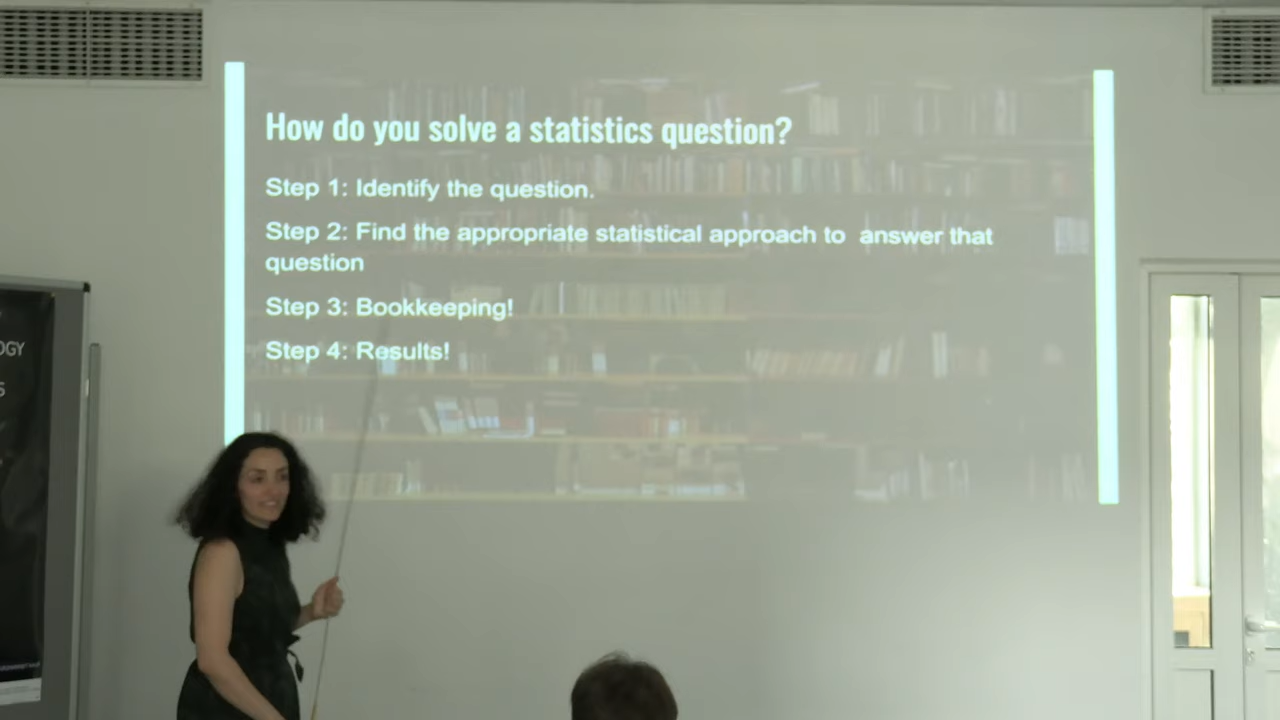 How do you solve a statistics question?
Step 1: Identify the question.
Step 2: Find the appropriate statistical approach to answer that
question
Step 3: Bookkeeping!
Step 4: Results!
OGY
S